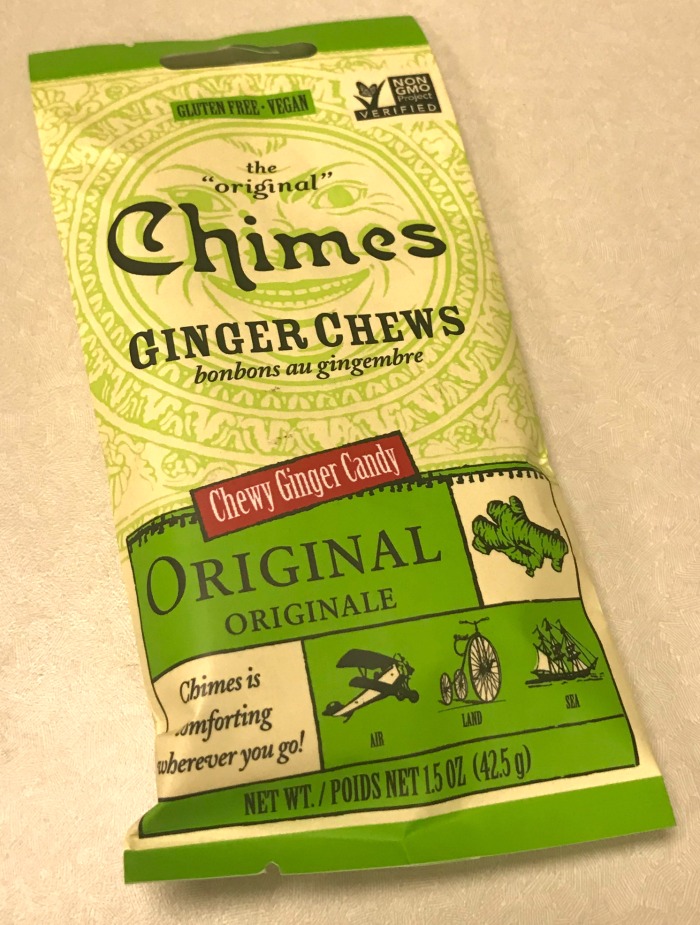 GLUTEN FREE • VEGAN
NON
GMO
Project
VERIFIED
the
"original"
Chimes
GINGER CHEWS
bonbons au gingembre
Chewy Ginger Candy
ORIGINAL
ORIGINALE
Chimes is
comforting
wherever you go!
AIR
LAND
SEA
NET WT. / POIDS NET 1.5 OZ (42.5 g)